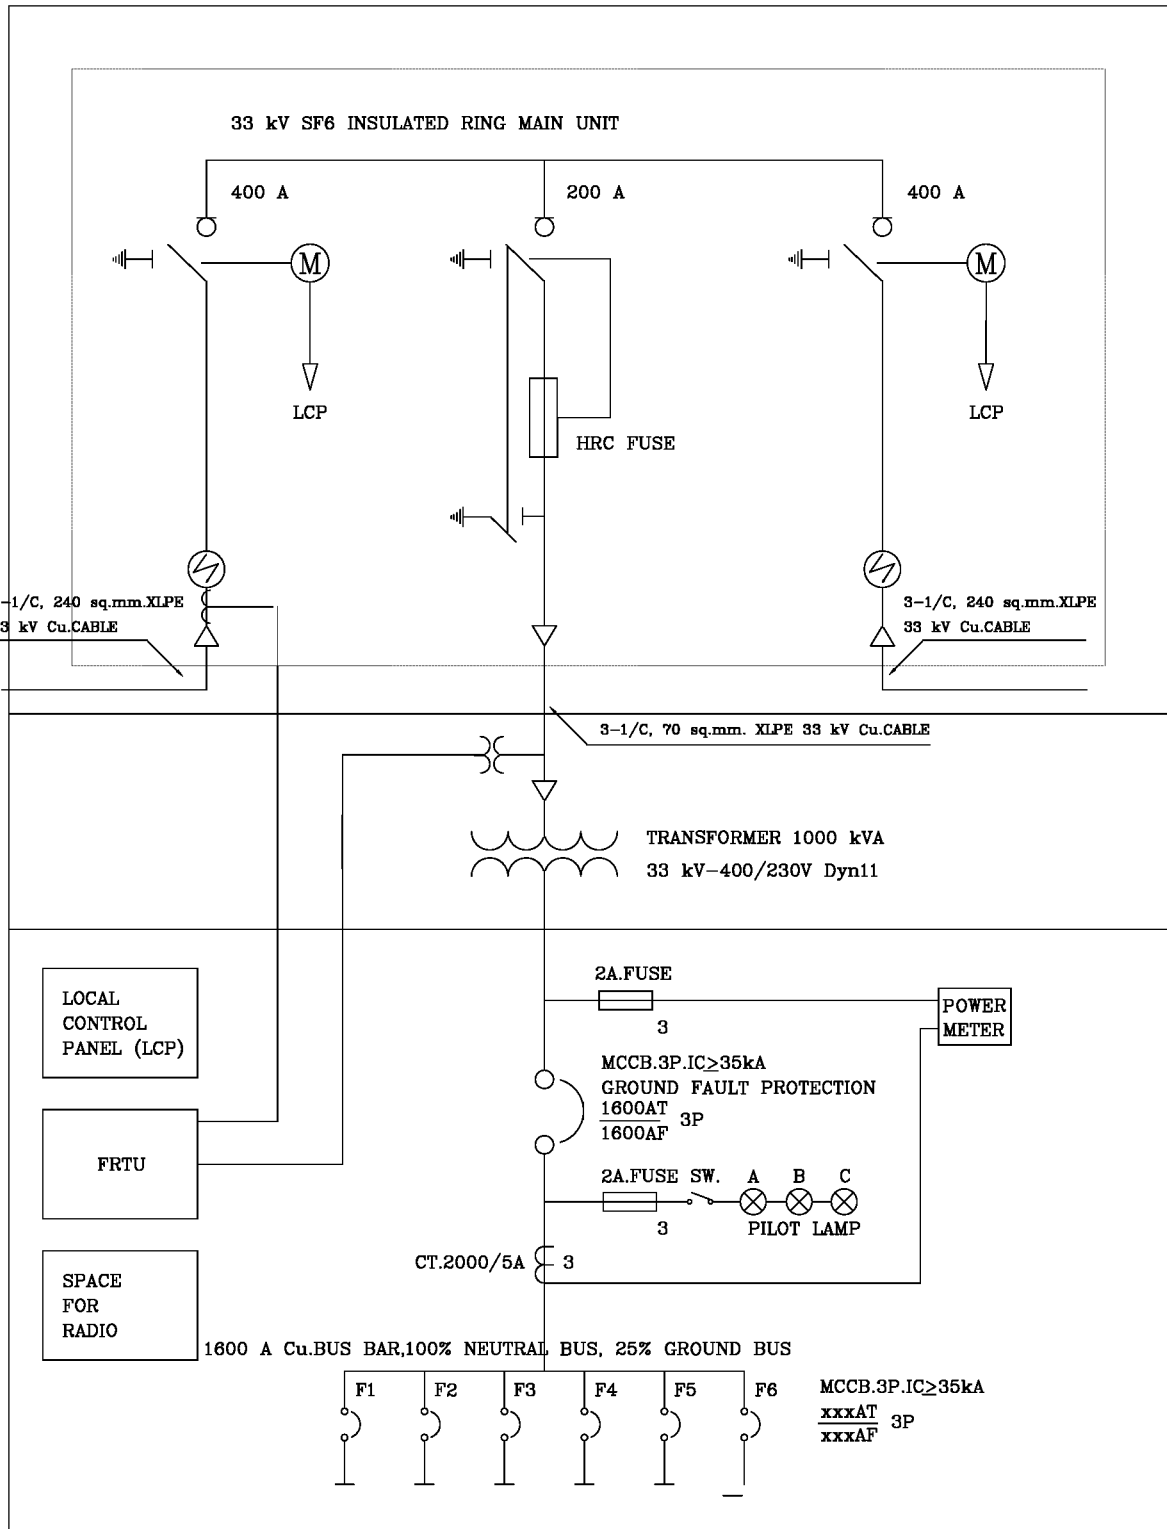 33 kV SF6 INSULATED RING MAIN UNIT
400 A
200 A
400 A
M
M
LCP
LCP
HRC FUSE
-1/C, 240 sq.mm.XLPE
3 kV Cu.CABLE
3-1/C, 240 sq.mm.XLPE
33 kV Cu.CABLE
3-1/C, 70 sq.mm. XLPE 33 kV Cu.CABLE
TRANSFORMER 1000 kVA
33 kV-400/230V Dyn11
2A.FUSE
3
POWER
METER
LOCAL
CONTROL
PANEL (LCP)
MCCB.3P.IC≥35kA
GROUND FAULT PROTECTION
1600AT
1600AF
3P
FRTU
2A.FUSE SW. A B C
3
PILOT LAMP
CT.2000/5A 3
SPACE
FOR
RADIO
1600 A Cu.BUS BAR,100% NEUTRAL BUS, 25% GROUND BUS
F1 F2 F3 F4 F5 F6
MCCB.3P.IC≥35kA
xxxAT
xxxAF
3P